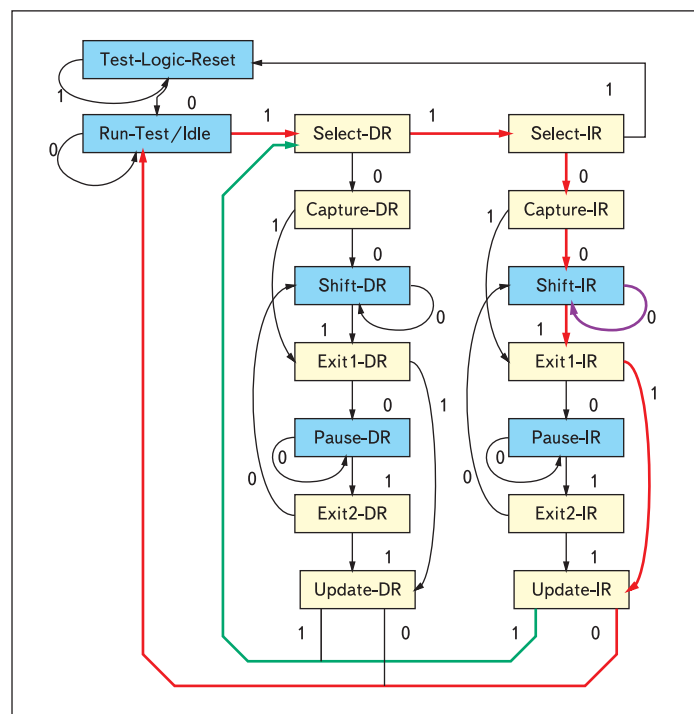 Test-Logic-Reset
1
1
0
Run-Test/Idle
1
Select-DR
1
Select-IR
0
0
0
Capture-DR
Capture-IR
1
1
0
0
Shift-DR
Shift-IR
0
0
1
1
Exit1-DR
Exit1-IR
1
1
0
0
Pause-DR
Pause-IR
0
0
0
0
1
1
Exit2-DR
Exit2-IR
1
1
Update-DR
Update-IR
1
0
1
0